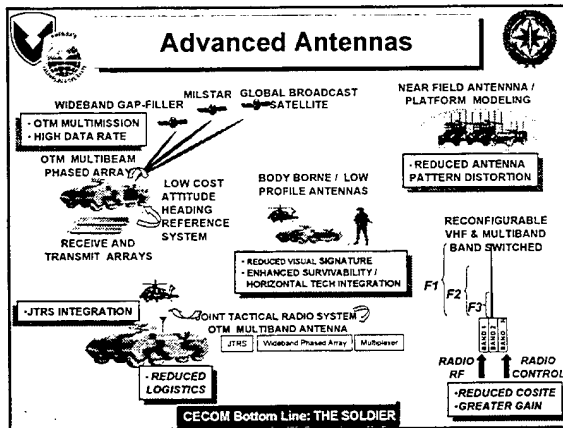 Advanced Antennas
WIDEBAND GAP-FILLER
MILSTAR
GLOBAL BROADCAST
SATELLITE
· OTM MULTIMISSION
· HIGH DATA RATE
OTM MULTIBEAM
PHASED ARRAY
LOW COST
ATTITUDE
HEADING
REFERENCE
SYSTEM
RECEIVE AND
TRANSMIT ARRAYS
NEAR FIELD ANTENNNA /
PLATFORM MODELING
·REDUCED ANTENNA
PATTERN DISTORTION
BODY BORNE / LOW
PROFILE ANTENNAS
· REDUCED VISUAL SIGNATURE
· ENHANCED SURVIVABILITY /
HORIZONTAL TECH INTEGRATION
RECONFIGURABLE
VHF & MULTIBAND
BAND SWITCHED
F1
F2
F3
BAND 1
BAND 2
BAND
RADIO
RF
RADIO
CONTROL
·REDUCED COSITE
·GREATER GAIN
·JTRS INTEGRATION
JOINT TACTICAL RADIO SYSTEM
OTM MULTIBAND ANTENNA
JTRS
Wideband Phased Array
Multiplexer
·REDUCED
LOGISTICS
CECOM Bottom Line: THE SOLDIER